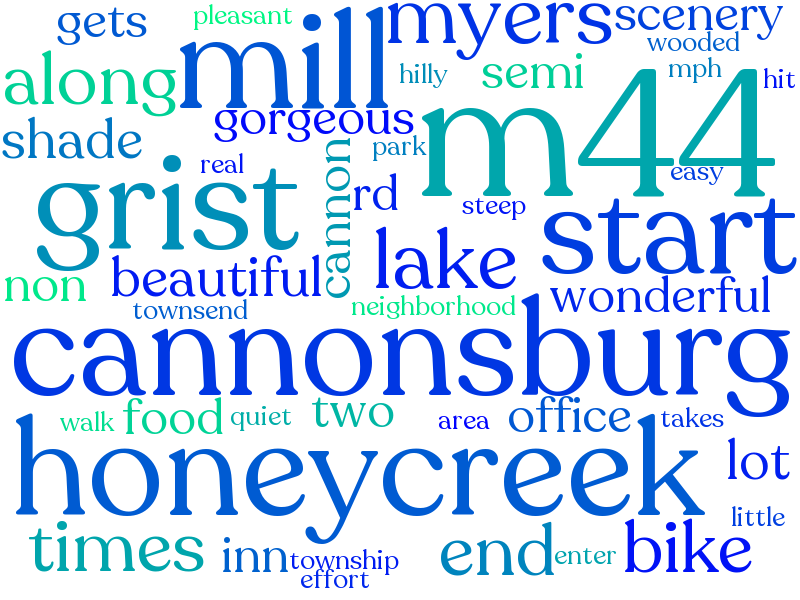 gets pleasant mill myers scenery
wooded
along hilly semi mph hit
shade gorgeous m44
park
real easy
grist cannon rd steep start
non beautiful lake wonderful
townsend neighborhood
cannonsburg
walk food quiet two area office takes
honeycreek lot
little
times inn township end enter bike
effort